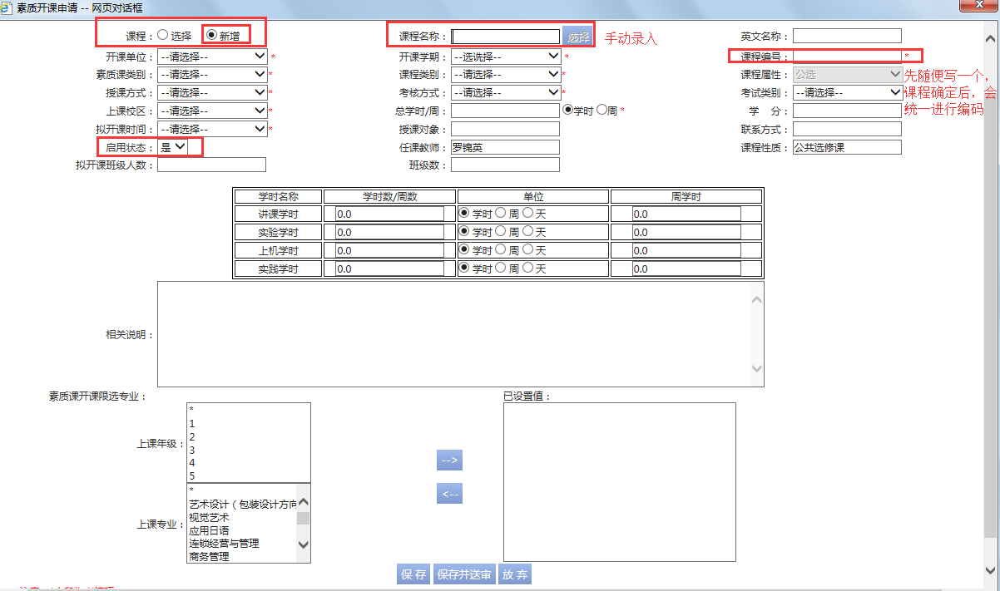 素质开课申请 -- 网页对话框
课程： 选择 新增 课程名称： 选择 手动录入 英文名称：
开课单位： --请选择-- * 开课学期： --选诜择-- * 课程编号： *
素质课类别： --请选择-- * 课程类别： --请选择-- * 课程属性： 公选 先随便写一个，
授课方式： --请选择-- * 考核方式： --请选择-- * 考试类别： --请选择-- 课程确定后，会
上课校区： --请选择-- * 总学时/周： 学时 周 * 学 分： 统一进行编码
拟开课时间： --请选择-- * 授课对象： 联系方式：
启用状态： 是 任课教师： 罗锦英 课程性质： 公共选修课
拟开课班级人数： 班级数：
学时名称 学时数/周数 单位 周学时
讲课学时 0.0 学时 周 天 0.0
实验学时 0.0 学时 周 天 0.0
上机学时 0.0 学时 周 天 0.0
实践学时 0.0 学时 周 天 0.0
相关说明：
素质课开课限选专业： 已设置值：
上课年级：
*
1
2
3
4
5
-->
<--
上课专业：
*
艺术设计（包装设计方向
视觉艺术
应用日语
连锁经营与管理
商务管理
保 存 保存并送审 放 弃